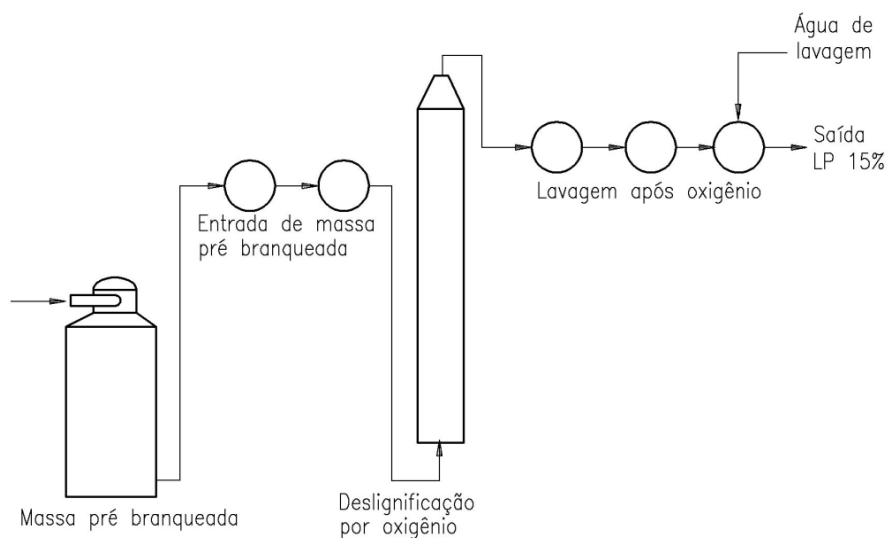 Água de
lavagem
Saída
LP 15%
Lavagem após oxigênio
Entrada de massa
pré branqueada
Massa pré branqueada
Deslignificação
por oxigênio